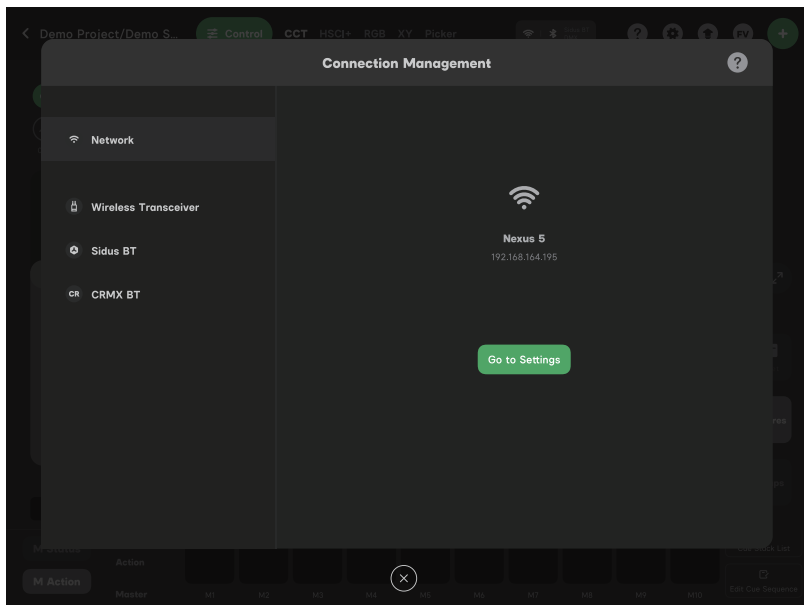 Demo Project/Demo S...
Control
CCT HSCI+ RGB XY Picker
? FV +
Connection Management
?
Network
Wireless Transceiver
Sidus BT
CR CRMX BT
Nexus 5
192.168.164.195
Go to Settings
M Action
Action
Master
M1 M2 M3 M4 M5 M6 M7 M8 M9 M10
Edit Cue Sequence